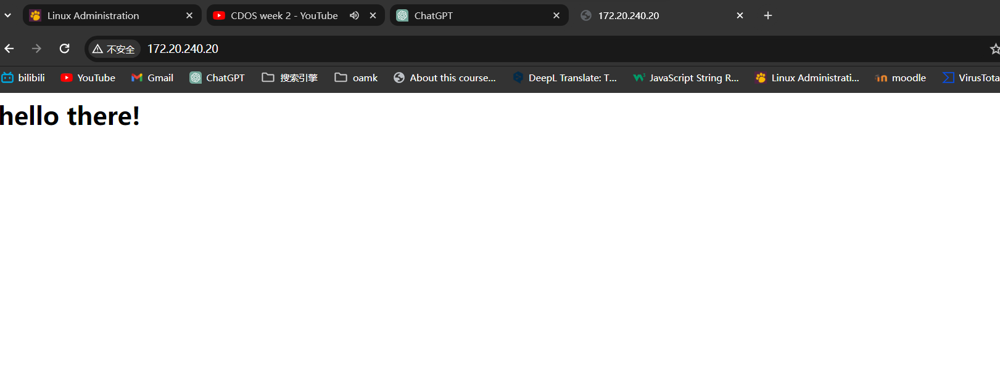 Linux Administration CDOS week 2 - YouTube ChatGPT 172.20.240.20
不安全 172.20.240.20
bilibili YouTube Gmail ChatGPT 搜索引擎 oamk About this course... DeepL Translate: T... JavaScript String R... Linux Administrati... moodle VirusTota
hello there!